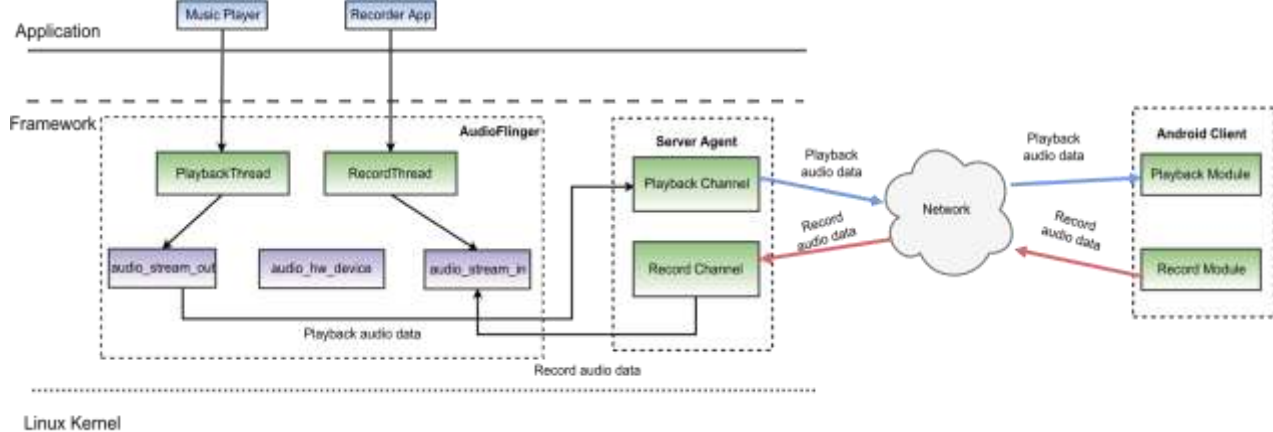 Music Player
Recorder App
Application
Framework
AudioFlinger
Server Agent
Android Client
PlaybackThread
RecordThread
Playback Channel
Playback
audio data
Network
Playback
audio data
Playback Module
audio_stream_out
audio_hw_device
audio_stream_in
Record Channel
Record
audio data
Record
audio data
Record Module
Playback audio data
Record audio data
Linux Kernel